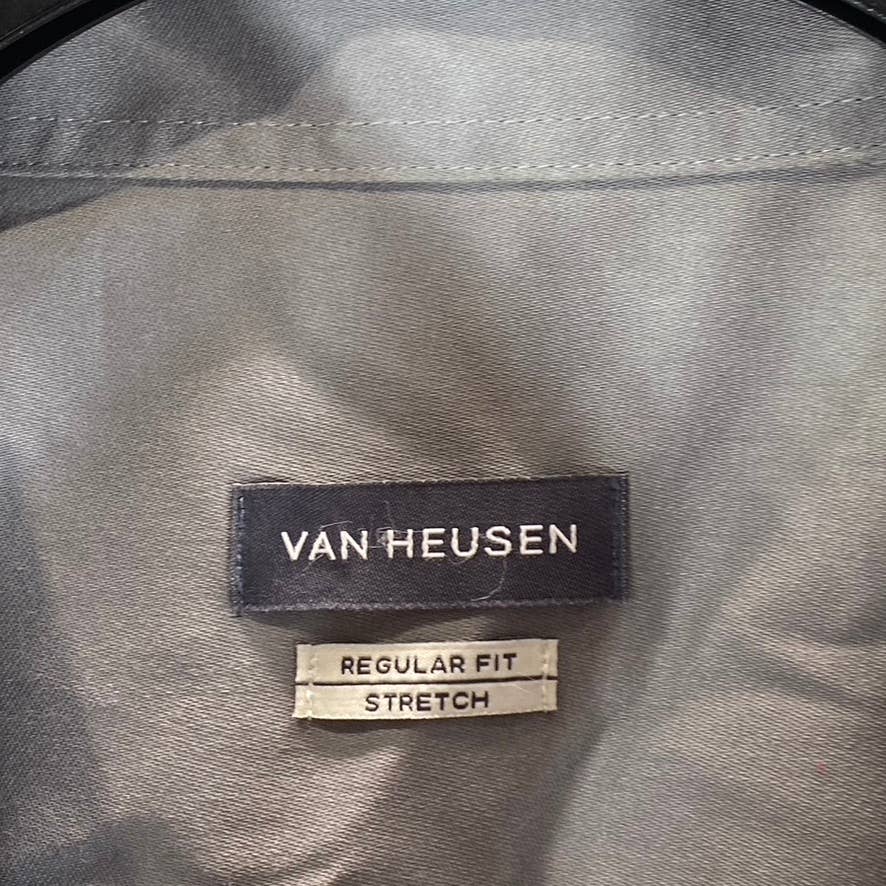 VAN HEUSEN
REGULAR FIT
STRETCH